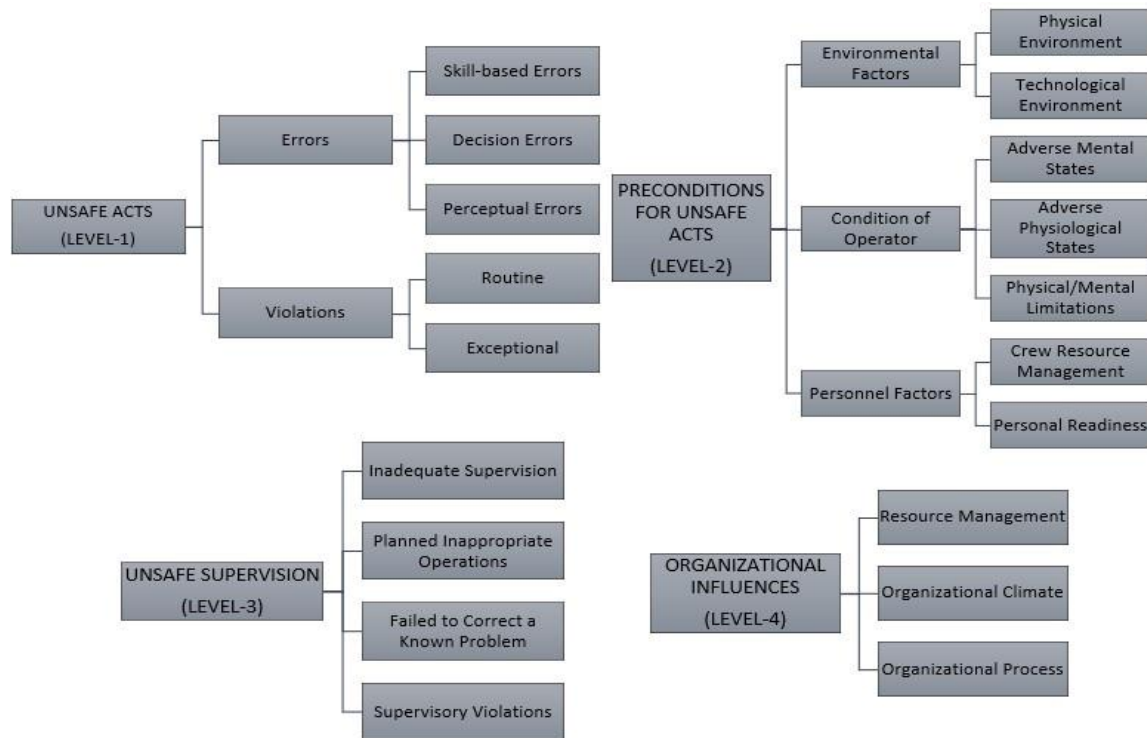 UNSAFE ACTS
(LEVEL-1)
Errors
Skill-based Errors
Decision Errors
Perceptual Errors
Violations
Routine
Exceptional
PRECONDITIONS
FOR UNSAFE
ACTS
(LEVEL-2)
Environmental
Factors
Physical
Environment
Technological
Environment
Condition of
Operator
Adverse Mental
States
Adverse
Physiological
States
Physical/Mental
Limitations
Personnel Factors
Crew Resource
Management
Personal Readiness
UNSAFE SUPERVISION
(LEVEL-3)
Inadequate Supervision
Planned Inappropriate
Operations
Failed to Correct a
Known Problem
Supervisory Violations
ORGANIZATIONAL
INFLUENCES
(LEVEL-4)
Resource Management
Organizational Climate
Organizational Process